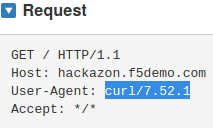 Request
GET / HTTP/1.1
Host: hackazon.f5demo.com
User-Agent: curl/7.52.1
Accept: */*